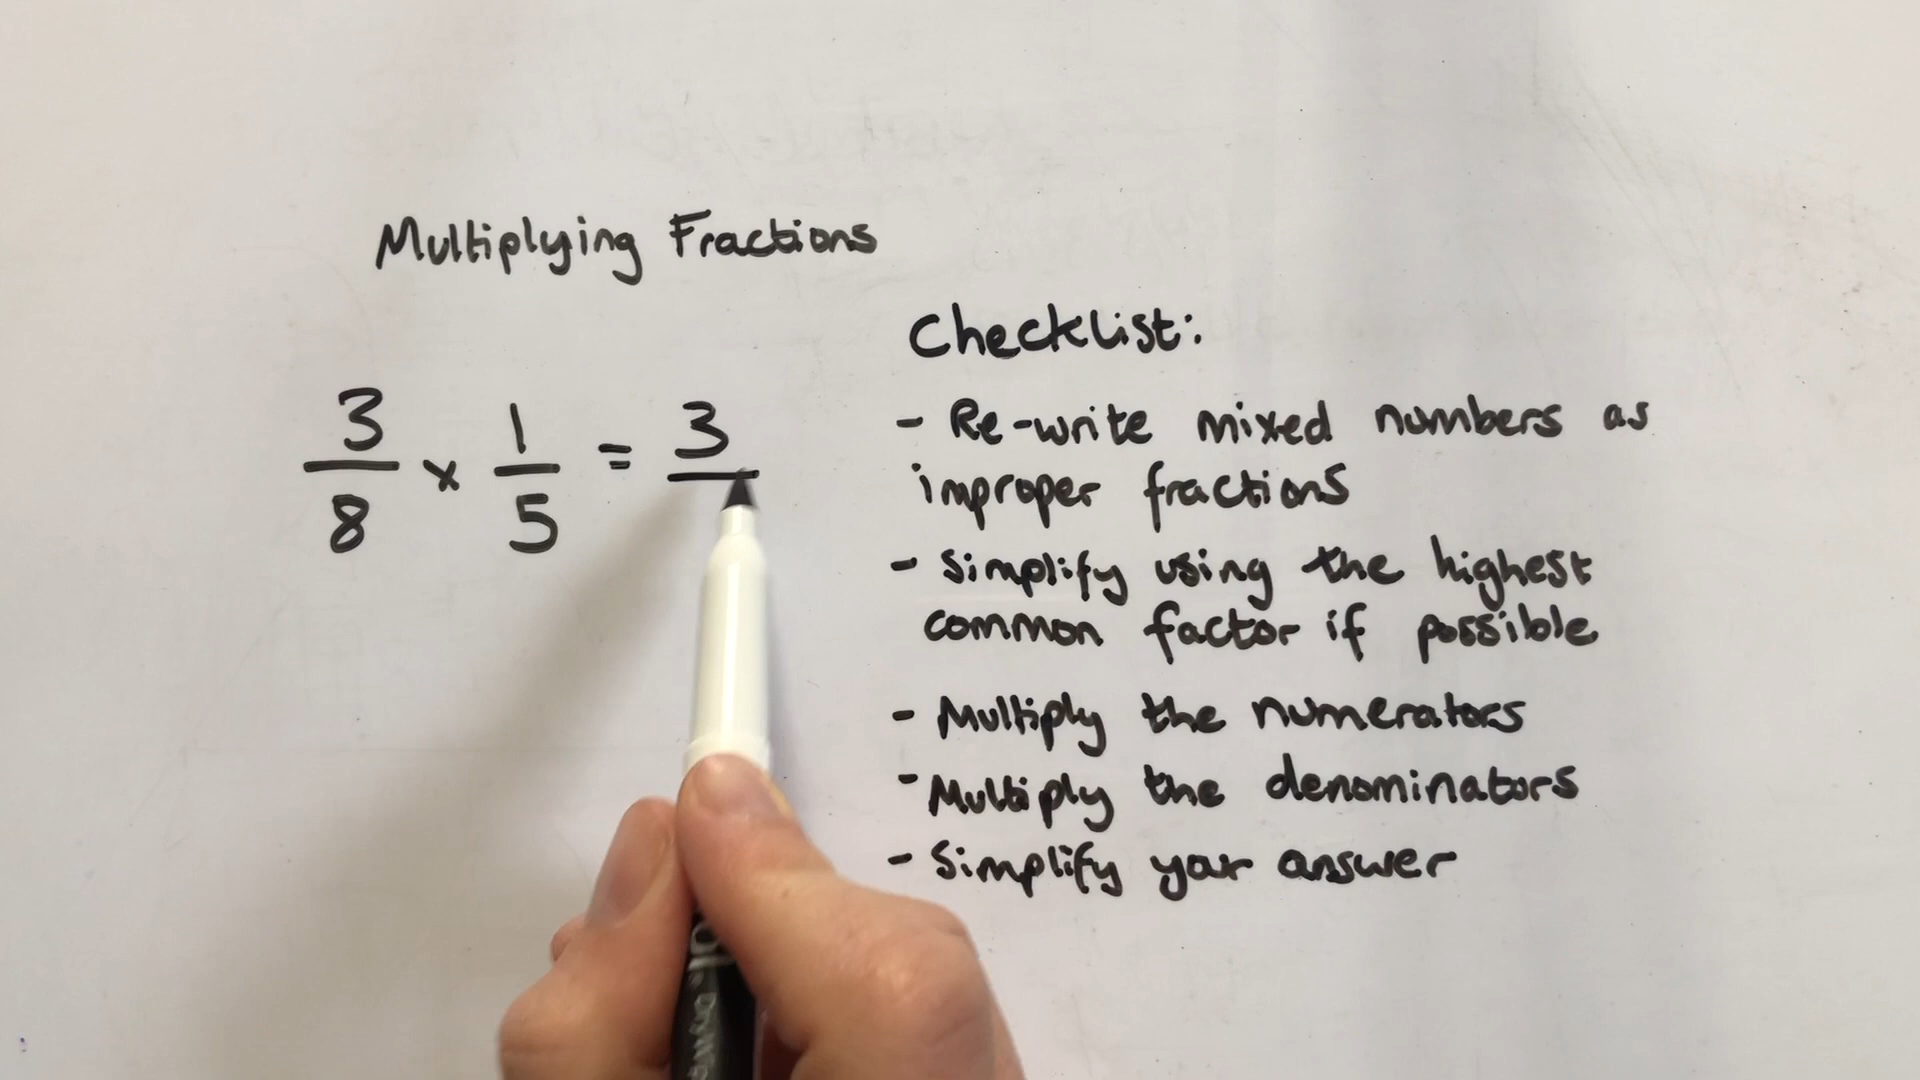 Multiplying Fractions
3/8 × 1/5 = 3/
Checklist:
- Re-write mixed numbers as
improper fractions
- Simplify using the highest
common factor if possible
- Multiply the numerators
- Multiply the denominators
- Simplify your answer